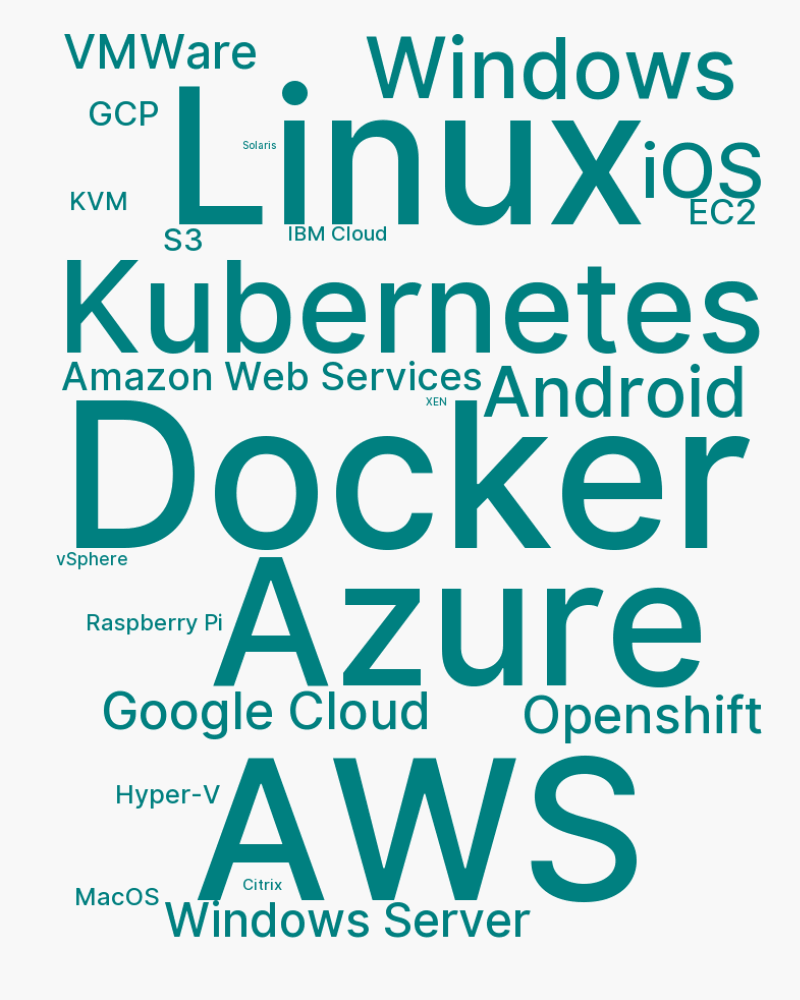 VMWare
Windows
GCP
Linux
Solaris
iOS
KVM
EC2
S3
IBM Cloud
Kubernetes
Amazon Web Services
Android
XEN
Docker
vSphere
Azure
Raspberry Pi
Google Cloud
Openshift
Hyper-V
AWS
Citrix
MacOS
Windows Server